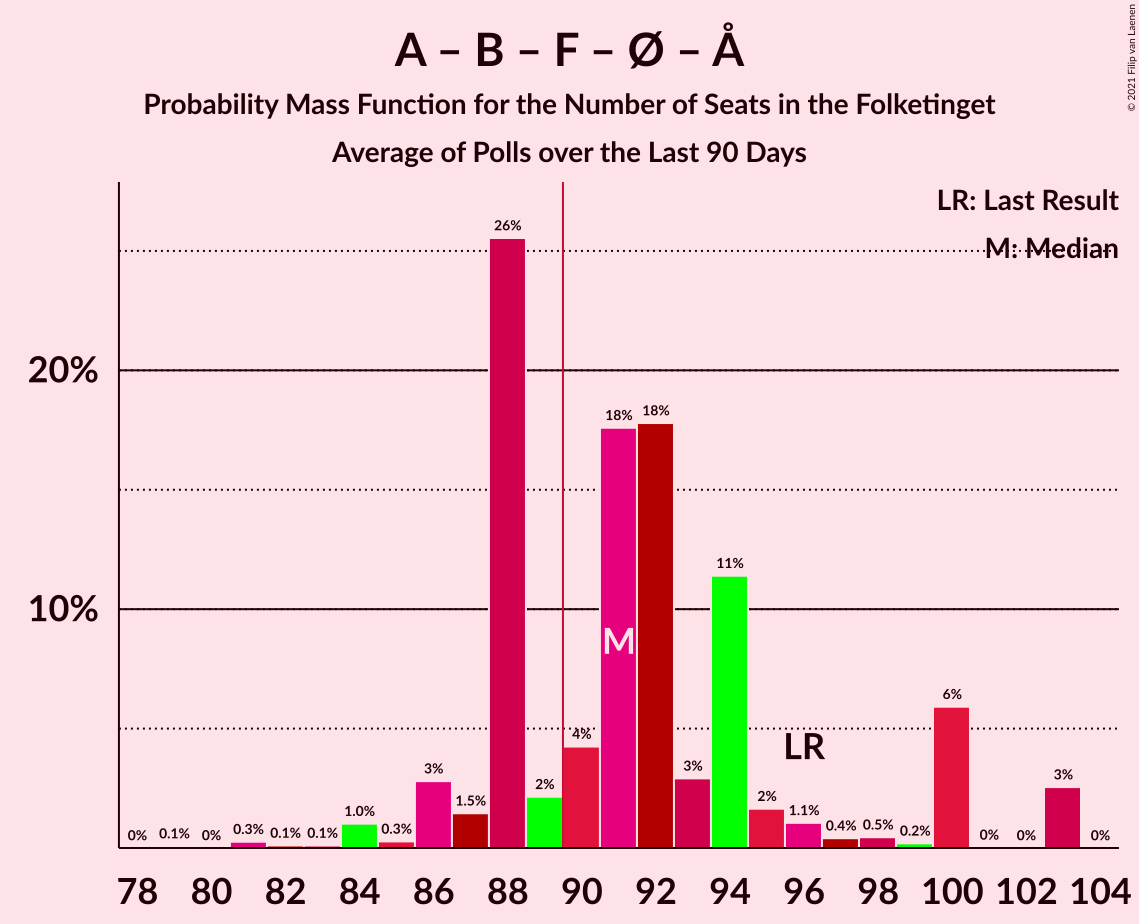 A – B – F – Ø – Å
Probability Mass Function for the Number of Seats in the Folketinget
Average of Polls over the Last 90 Days
© 2021 Filip van Laenen
LR: Last Result
M: Median
20%
10%
0% 0.1% 0% 0.3% 0.1% 0.1% 1.0% 0.3% 3% 1.5% 26% 2% 4% 18% 18% 3% 11% 2% 1.1% 0.4% 0.5% 0.2% 6% 0% 0% 3% 0%
M
LR
78 80 82 84 86 88 90 92 94 96 98 100 102 104